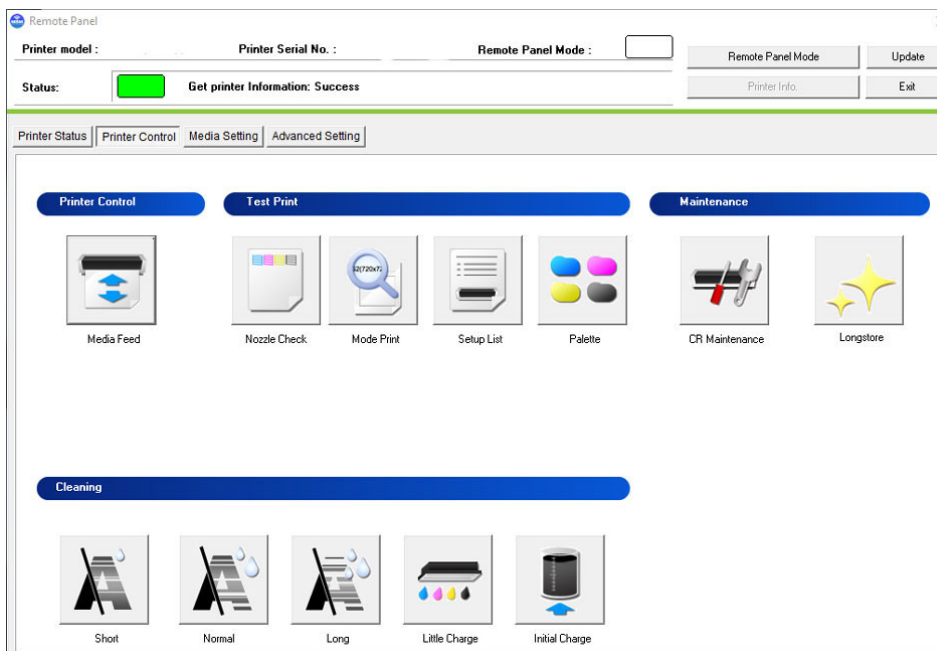 Remote Panel
Printer model :
Printer Serial No. :
Remote Panel Mode :
Remote Panel Mode
Update
Status:
Get printer Information: Success
Printer Info.
Exit
Printer Status
Printer Control
Media Setting
Advanced Setting
Printer Control
Test Print
Maintenance
Media Feed
Nozzle Check
Mode Print
Setup List
Palette
CR Maintenance
Longstore
Cleaning
Short
Normal
Long
Little Charge
Initial Charge